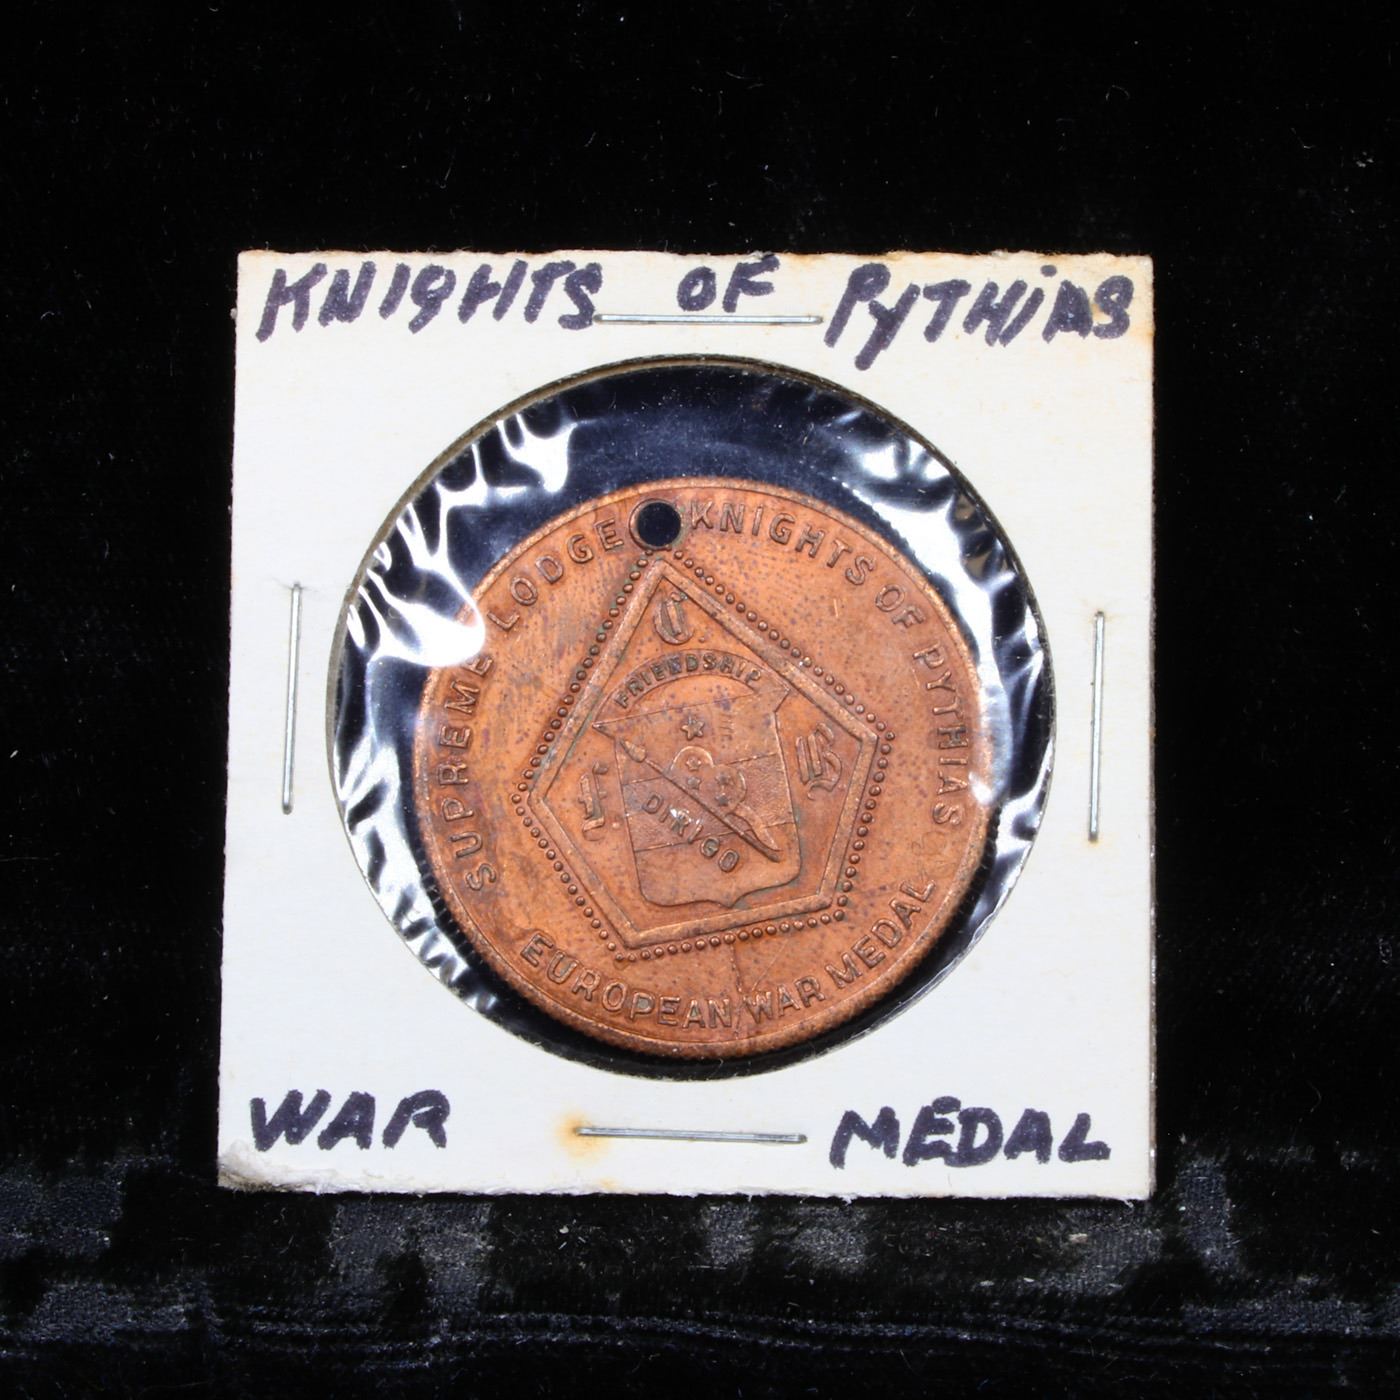 KNIGHTS OF PYTHIAS
SUPREME LODGE KNIGHTS OF PYTHIAS
C
FRIENDSHIP
F B
DIRIGO
EUROPEAN WAR MEDAL
WAR MEDAL